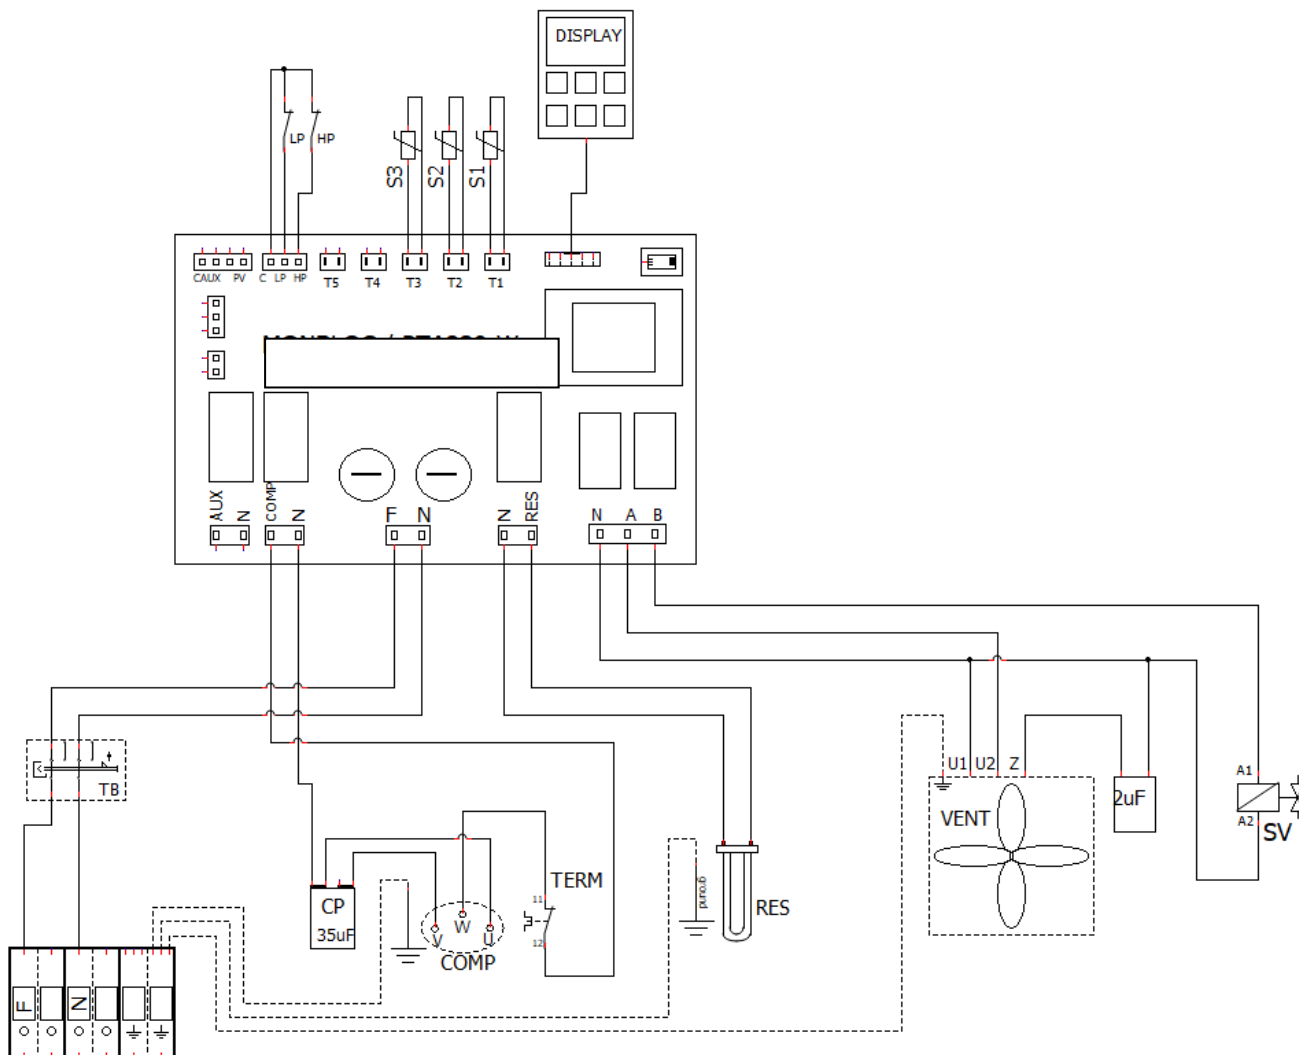 DISPLAY
LP
HP
S3
S2
S1
CAUX
PV
C
LP
HP
T5
T4
T3
T2
T1
AUX
N
COMP
N
F
N
N
RES
N
A
B
TB
U1
U2
Z
VENT
2uF
A1
A2
SV
TERM
11
12
CP
35uF
V
W
U
COMP
ground
RES
F
N